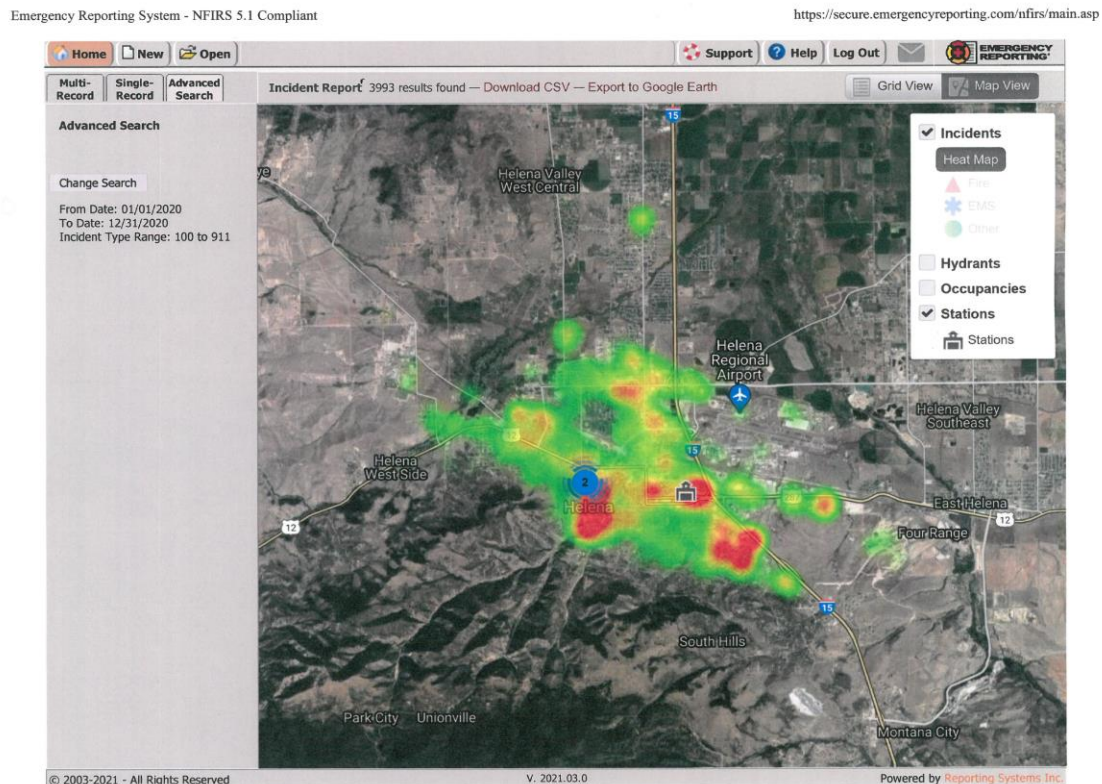 Emergency Reporting System - NFIRS 5.1 Compliant
https://secure.emergencyreporting.com/nfirs/main.asp
Home New Open Support Help Log Out EMERGENCY REPORTING
Multi-Record Single-Record Advanced Search
Incident Report 3993 results found — Download CSV — Export to Google Earth
Grid View Map View
Advanced Search
Change Search
From Date: 01/01/2020
To Date: 12/31/2020
Incident Type Range: 100 to 911
Incidents
Heat Map
Fire
EMS
Other
Hydrants
Occupancies
Stations
Stations
15
ye
Helena Valley
West Central
Helena
Regional
Airport
Helena Valley
Southeast
12
15
Helena
West Side
2
Helena
East Helena
12
12
Four Range
15
South Hills
Park City
Unionville
Montana City
© 2003-2021 - All Rights Reserved
V. 2021.03.0
Powered by Reporting Systems Inc.